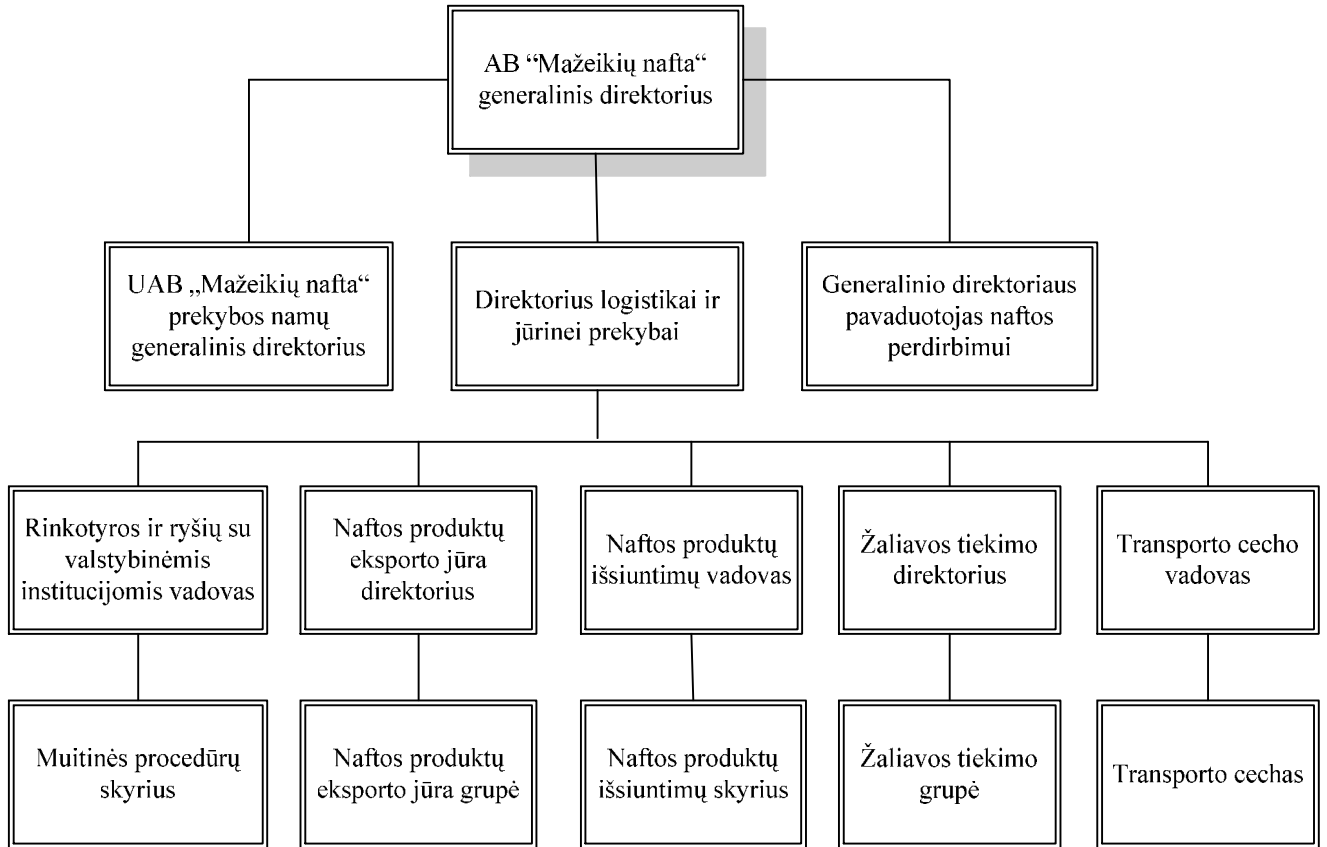 AB “Mažeikių nafta“
generalinis direktorius
UAB „Mažeikių nafta“
prekybos namų
generalinis direktorius
Direktorius logistikai ir
jūrinei prekybai
Generalinio direktoriaus
pavaduotojas naftos
perdirbimui
Rinkotyros ir ryšių su
valstybinėmis
institucijomis vadovas
Naftos produktų
eksporto jūra
direktorius
Naftos produktų
išsiuntimų vadovas
Žaliavos tiekimo
direktorius
Transporto cecho
vadovas
Muitinės procedūrų
skyrius
Naftos produktų
eksporto jūra grupė
Naftos produktų
išsiuntimų skyrius
Žaliavos tiekimo
grupė
Transporto cechas